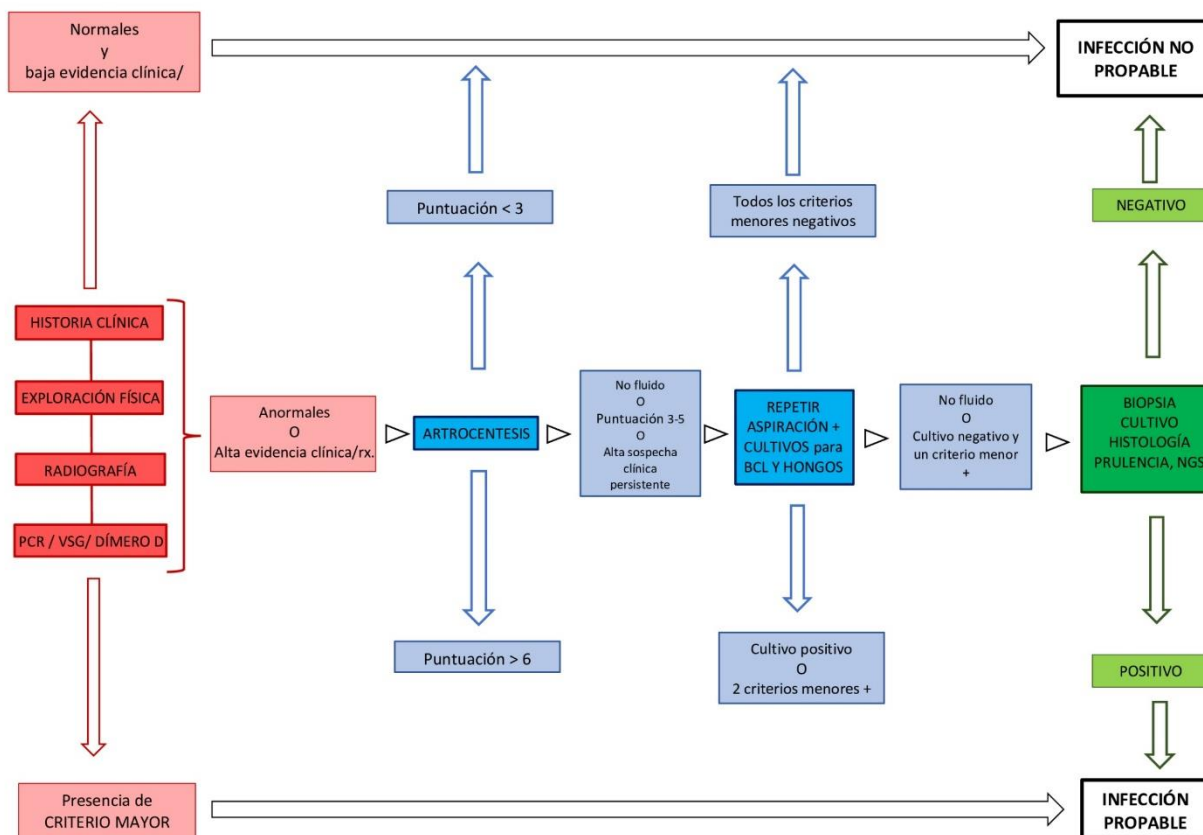 Normales
y
baja evidencia clínica/
INFECCIÓN NO
PROPABLE
Puntuación < 3
Todos los criterios
menores negativos
NEGATIVO
HISTORIA CLÍNICA
EXPLORACIÓN FÍSICA
RADIOGRAFÍA
PCR / VSG/ DÍMERO D
Anormales
O
Alta evidencia clínica/rx.
ARTROCENTESIS
No fluido
O
Puntuación 3-5
O
Alta sospecha
clínica
persistente
REPETIR
ASPIRACIÓN +
CULTIVOS para
BCL Y HONGOS
No fluido
O
Cultivo negativo y
un criterio menor
+
BIOPSIA
CULTIVO
HISTOLOGÍA
PRULENCIA, NGS
Puntuación > 6
Cultivo positivo
O
2 criterios menores +
POSITIVO
Presencia de
CRITERIO MAYOR
INFECCIÓN
PROPABLE